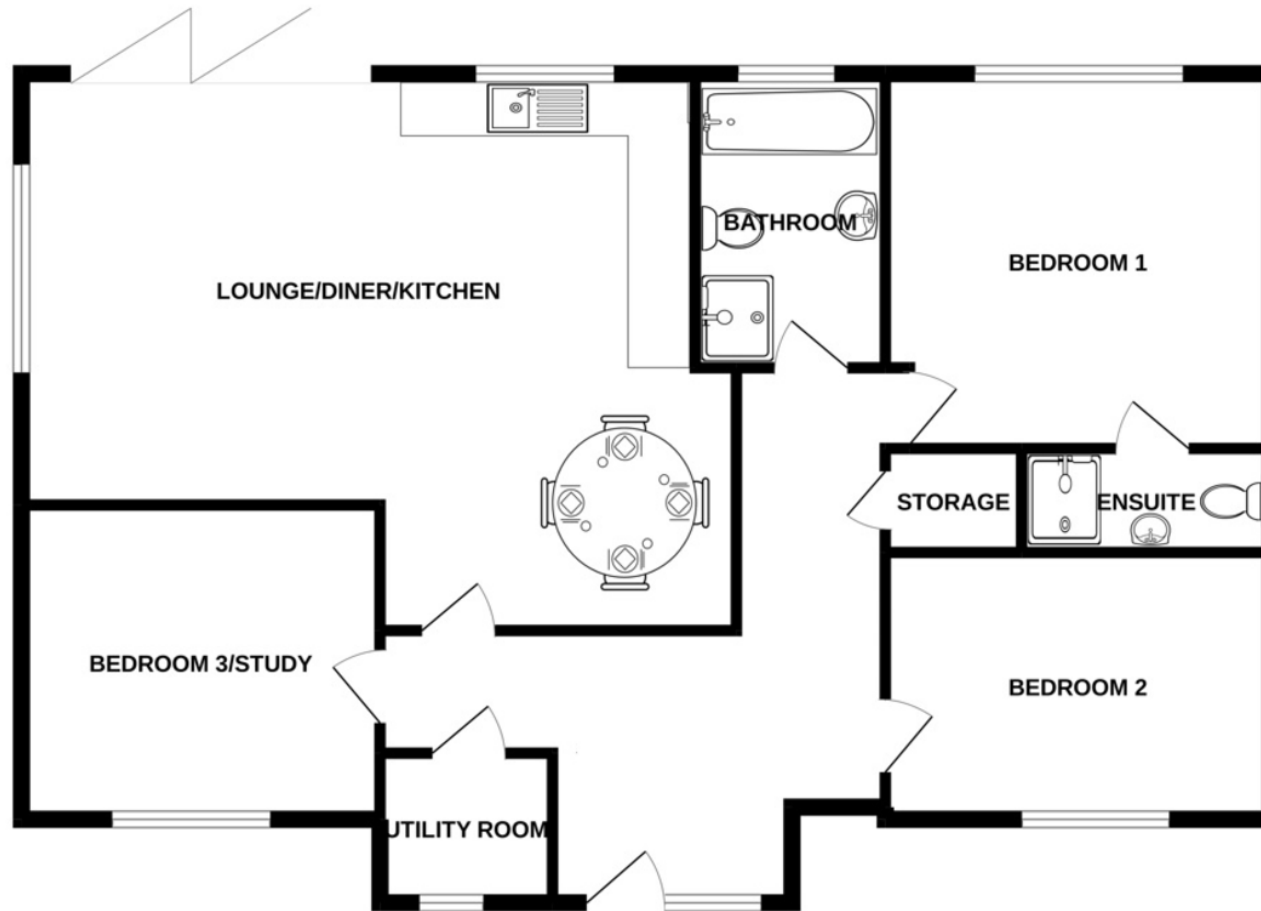 BATHROOM
BEDROOM 1
LOUNGE/DINER/KITCHEN
STORAGE
ENSUITE
BEDROOM 3/STUDY
BEDROOM 2
UTILITY ROOM